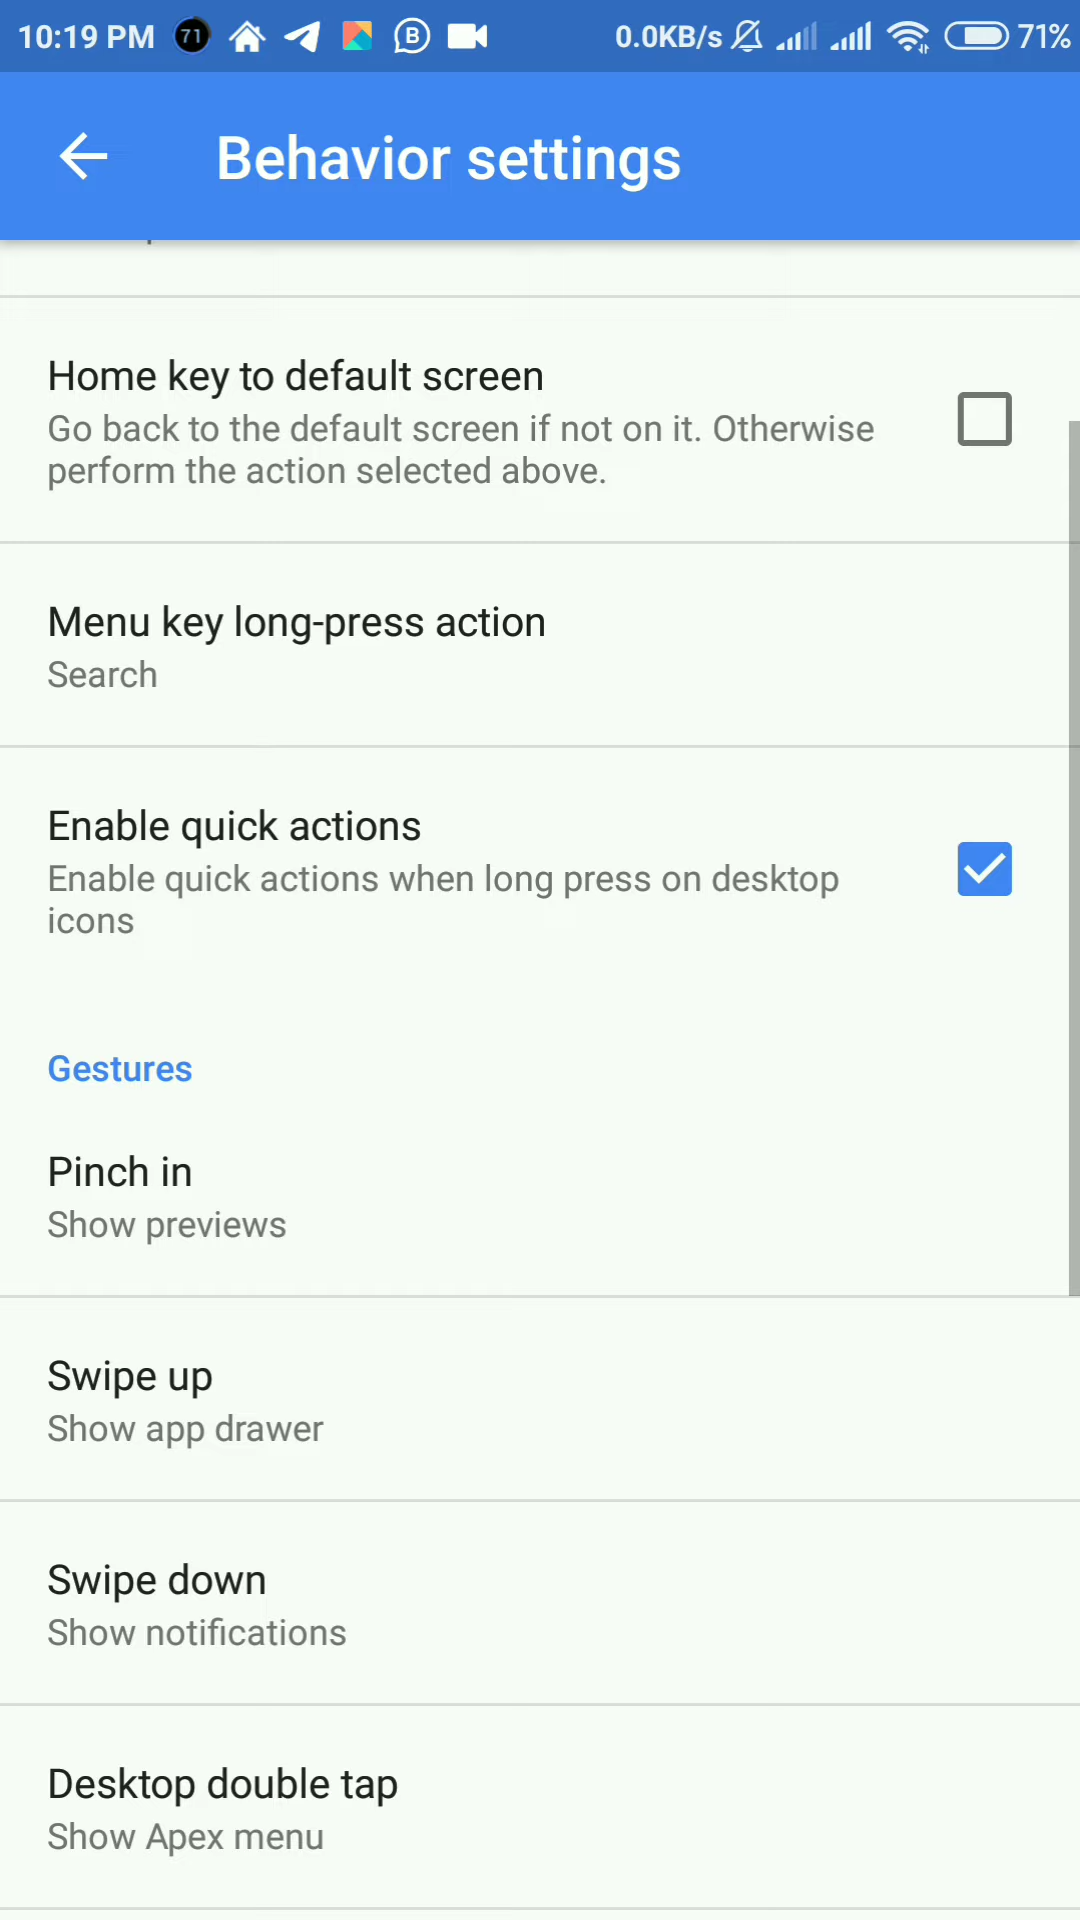 10:19 PM 71 B 0.0KB/s 71%
Behavior settings
Home key to default screen
Go back to the default screen if not on it. Otherwise
perform the action selected above.
Menu key long-press action
Search
Enable quick actions
Enable quick actions when long press on desktop
icons
Gestures
Pinch in
Show previews
Swipe up
Show app drawer
Swipe down
Show notifications
Desktop double tap
Show Apex menu